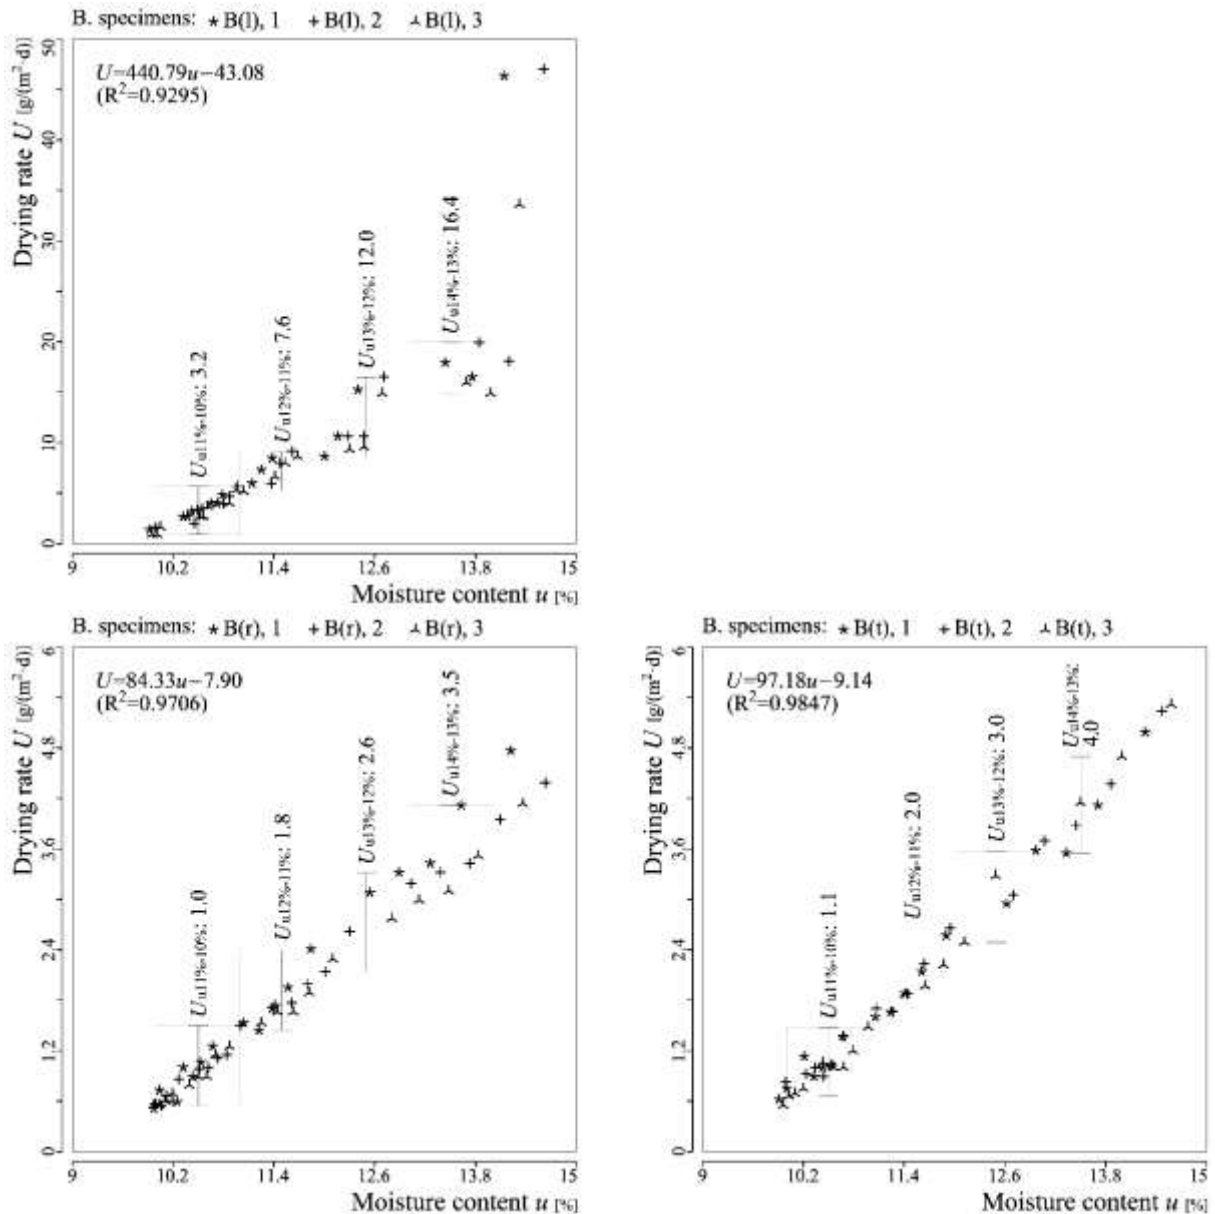 B. specimens: ★ B(l), 1 + B(l), 2 ⅄ B(l), 3
U=440.79u−43.08
(R²=0.9295)
Drying rate U [g/(m²·d)]
50
40
30
20
10
0
Uu11%-10%: 3.2
Uu12%-11%: 7.6
Uu13%-12%: 12.0
Uu14%-13%: 16.4
9 10.2 11.4 12.6 13.8 15
Moisture content u [%]
B. specimens: ★ B(r), 1 + B(r), 2 ⅄ B(r), 3
U=84.33u−7.90
(R²=0.9706)
Drying rate U [g/(m²·d)]
6
4.8
3.6
2.4
1.2
0
Uu11%-10%: 1.0
Uu12%-11%: 1.8
Uu13%-12%: 2.6
Uu14%-13%: 3.5
9 10.2 11.4 12.6 13.8 15
Moisture content u [%]
B. specimens: ★ B(t), 1 + B(t), 2 ⅄ B(t), 3
U=97.18u−9.14
(R²=0.9847)
Drying rate U [g/(m²·d)]
6
4.8
3.6
2.4
1.2
0
Uu11%-10%: 1.1
Uu12%-11%: 2.0
Uu13%-12%: 3.0
Uu14%-13%:
4.0
9 10.2 11.4 12.6 13.8 15
Moisture content u [%]